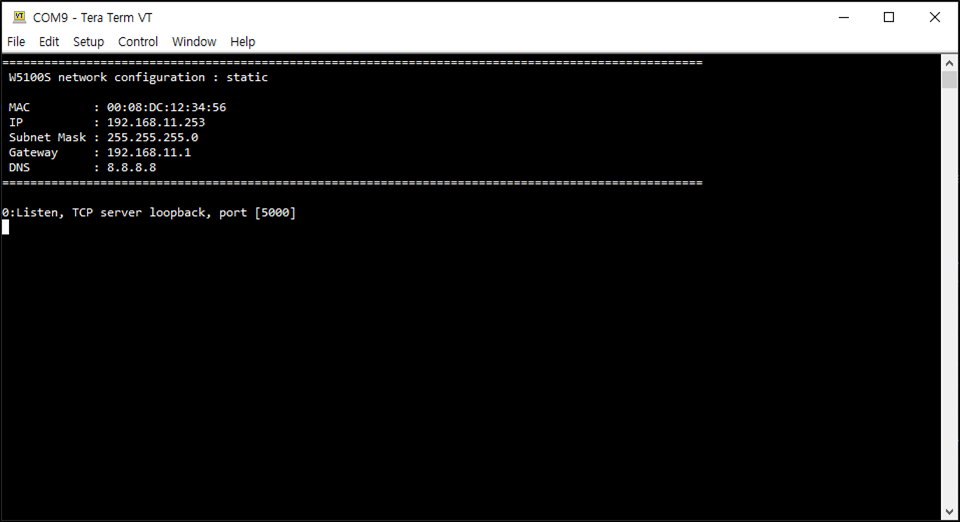 COM9 - Tera Term VT
File Edit Setup Control Window Help
====================================================================================================
W5100S network configuration : static
MAC : 00:08:DC:12:34:56
IP : 192.168.11.253
Subnet Mask : 255.255.255.0
Gateway : 192.168.11.1
DNS : 8.8.8.8
====================================================================================================
0:Listen, TCP server loopback, port [5000]